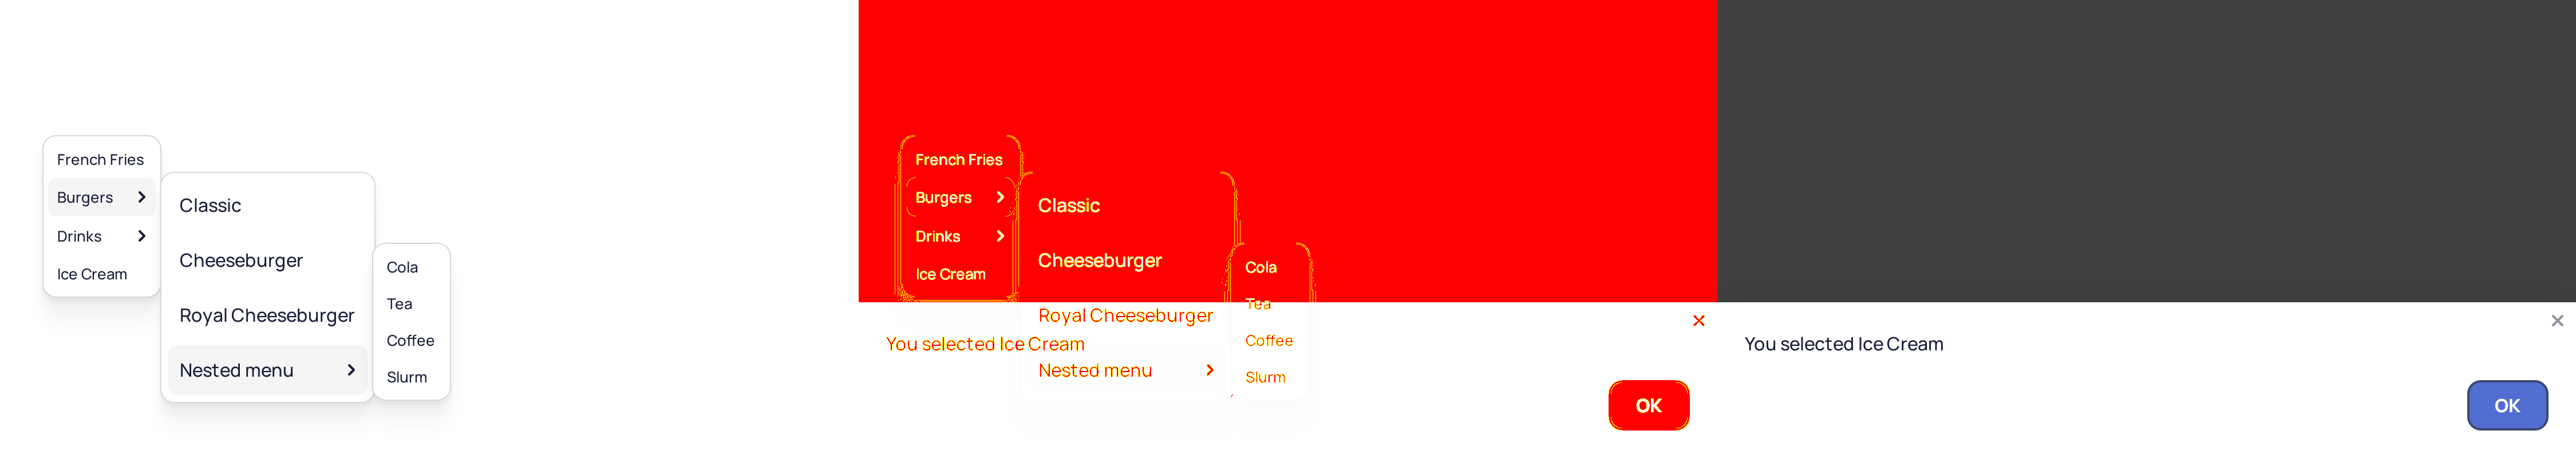 French Fries
Burgers
Drinks
Ice Cream
Classic
Cheeseburger
Royal Cheeseburger
Nested menu
Cola
Tea
Coffee
Slurm
French Fries
Burgers
Drinks
Ice Cream
Classic
Cheeseburger
Royal Cheeseburger
You selected Ice Cream
Nested menu
Cola
Tea
Coffee
Slurm
OK
You selected Ice Cream
OK